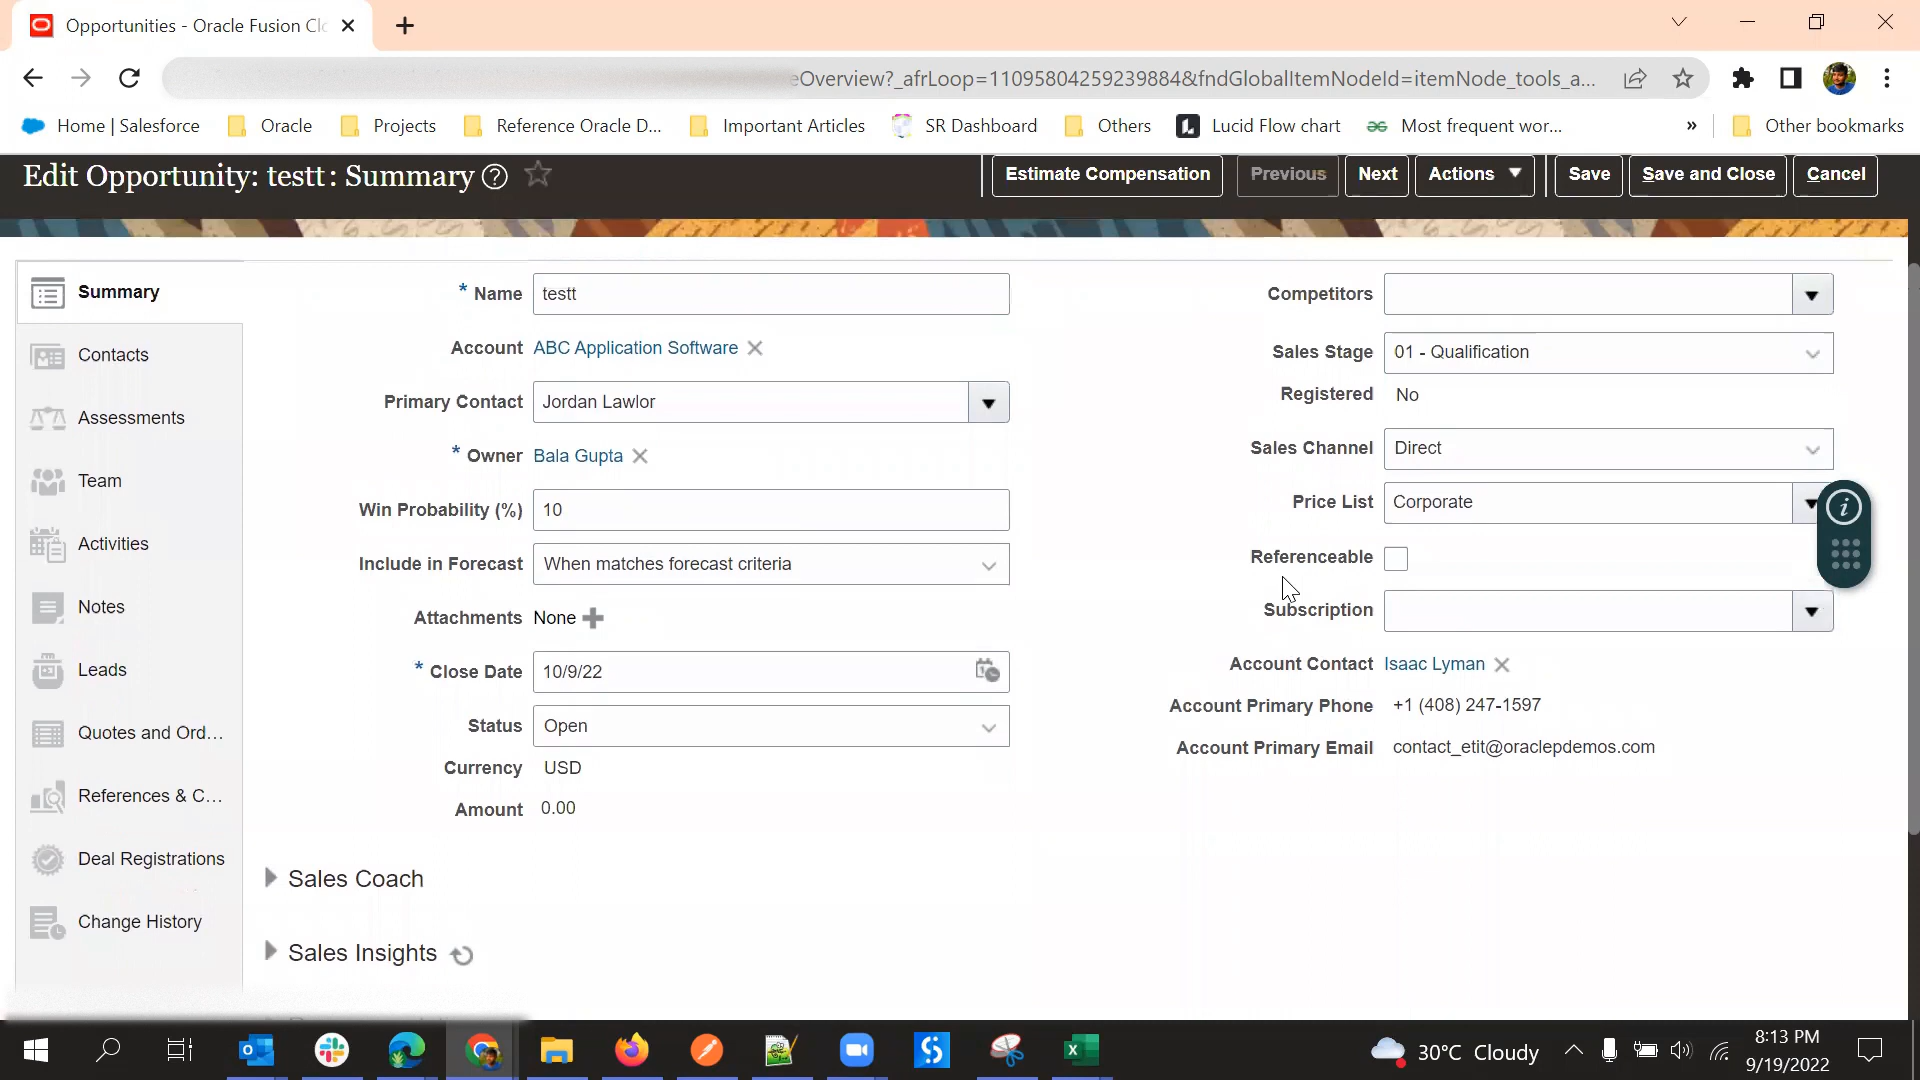 Opportunities - Oracle Fusion Clo
eOverview?_afrLoop=11095804259239884&fndGlobalItemNodeId=itemNode_tools_a...
Home | Salesforce
Oracle
Projects
Reference Oracle D...
Important Articles
SR Dashboard
Others
Lucid Flow chart
Most frequent wor...
»
Other bookmarks
Edit Opportunity: testt: Summary
Estimate Compensation
Previous
Next
Actions
Save
Save and Close
Cancel
Summary
Contacts
Assessments
Team
Activities
Notes
Leads
Quotes and Ord...
References & C...
Deal Registrations
Change History
* Name testt
Account ABC Application Software
Primary Contact Jordan Lawlor
* Owner Bala Gupta
Win Probability (%) 10
Include in Forecast When matches forecast criteria
Attachments None
* Close Date 10/9/22
Status Open
Currency USD
Amount 0.00
Competitors
Sales Stage 01 - Qualification
Registered No
Sales Channel Direct
Price List Corporate
Referenceable
Subscription
Account Contact Isaac Lyman
Account Primary Phone +1 (408) 247-1597
Account Primary Email contact_etit@oraclepdemos.com
Sales Coach
Sales Insights
30°C Cloudy
8:13 PM
9/19/2022